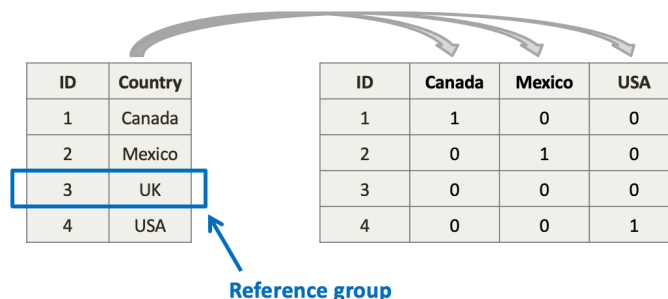 ID Country
1 Canada
2 Mexico
3 UK
4 USA
ID Canada Mexico USA
1 1 0 0
2 0 1 0
3 0 0 0
4 0 0 1
Reference group